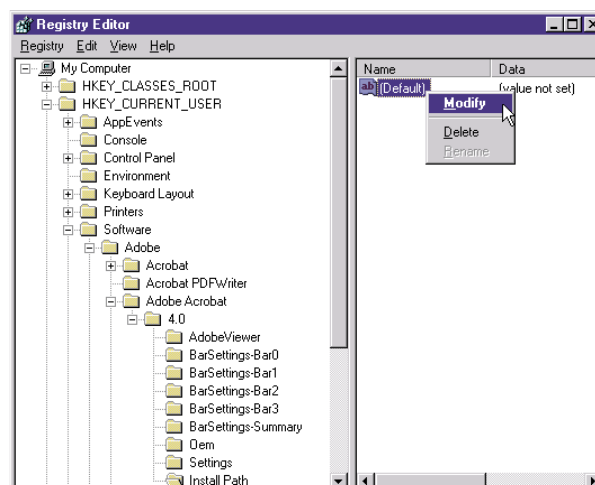 Registry Editor
Registry Edit View Help
My Computer
HKEY_CLASSES_ROOT
HKEY_CURRENT_USER
AppEvents
Console
Control Panel
Environment
Keyboard Layout
Printers
Software
Adobe
Acrobat
Acrobat PDFWriter
Adobe Acrobat
4.0
AdobeViewer
BarSettings-Bar0
BarSettings-Bar1
BarSettings-Bar2
BarSettings-Bar3
BarSettings-Summary
Oem
Settings
Install Path
Name Data
ab (Default) (value not set)
Modify
Delete
Rename